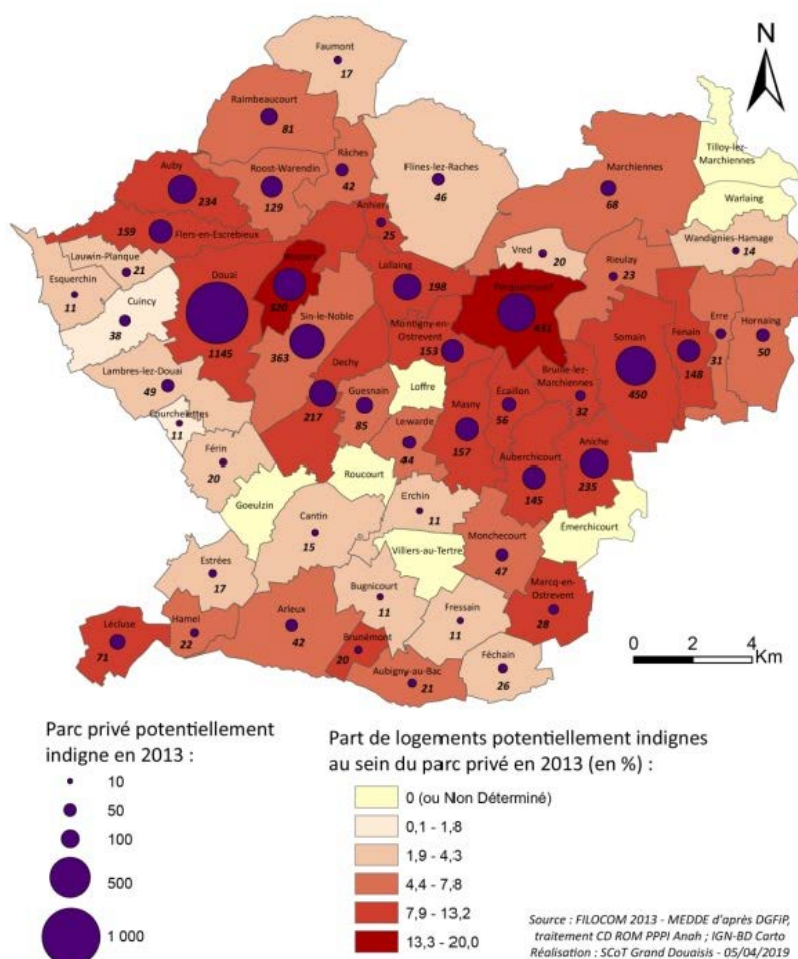 N
Faumont
17
Raimbeaucourt
81
Râches
42
Flines-lez-Raches
46
Marchiennes
68
Tilloy-lez-
Marchiennes
Warlaing
Wandignies-Hamage
14
Auby
234
Roost-Warendin
129
Anhiers
25
159
Flers-en-Escrebieux
Lauwin-Planque
21
Esquerchin
11
Cuincy
38
Douai
1145
320
Lallaing
198
Vred
20
Rieulay
23
431
Sin-le-Noble
363
Montigny-en-
Ostrevent
153
Dechy
217
Guesnain
85
Loffre
Bruille-lez-
Marchiennes
32
Somain
450
Fenain
148
Erre
31
Hornaing
50
Lambres-lez-Douai
49
Courchelettes
11
Férin
20
Lewarde
44
Masny
157
Écaillon
56
Auberchicourt
145
Aniche
235
Émerchicourt
Roucourt
Goeulzin
Cantin
15
Erchin
11
Villiers-au-Tertre
Monchecourt
47
Marcq-en-
Ostrevent
28
Estrées
17
Bugnicourt
11
Fressain
11
Féchain
26
Lécluse
71
Hamel
22
Arleux
42
Brunémont
20
Aubigny-au-Bac
21
0 2 4
Km
Parc privé potentiellement
indigne en 2013 :
10
50
100
500
1 000
Part de logements potentiellement indignes
au sein du parc privé en 2013 (en %) :
0 (ou Non Déterminé)
0,1 - 1,8
1,9 - 4,3
4,4 - 7,8
7,9 - 13,2
13,3 - 20,0
Source : FILOCOM 2013 - MEDDE d'après DGFiP,
traitement CD ROM PPPI Anah ; IGN-BD Carto
Réalisation : SCoT Grand Douaisis - 05/04/2019